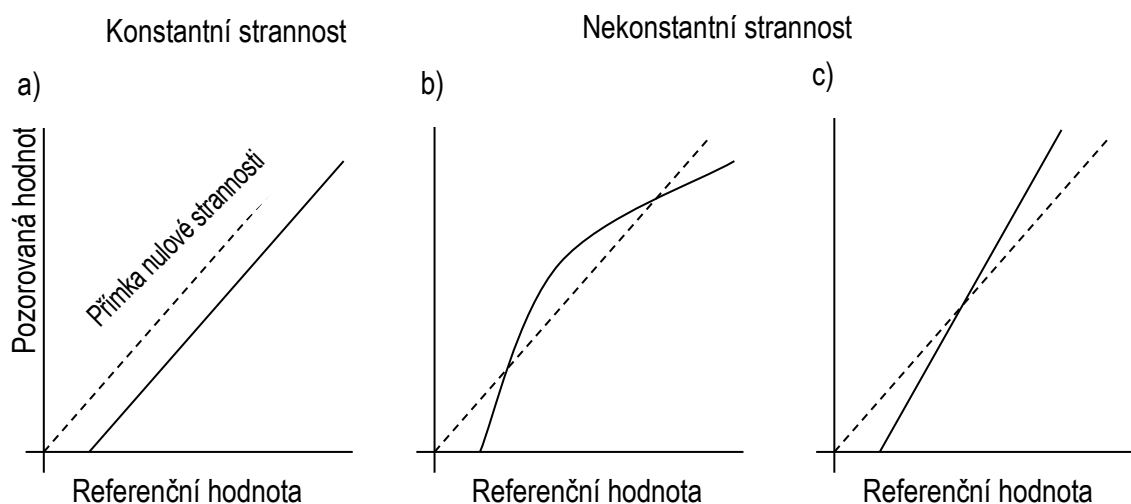 Konstantní strannost
Nekonstantní strannost
a)
b)
c)
Pozorovaná hodnot
Přímka nulové strannosti
Referenční hodnota
Referenční hodnota
Referenční hodnota